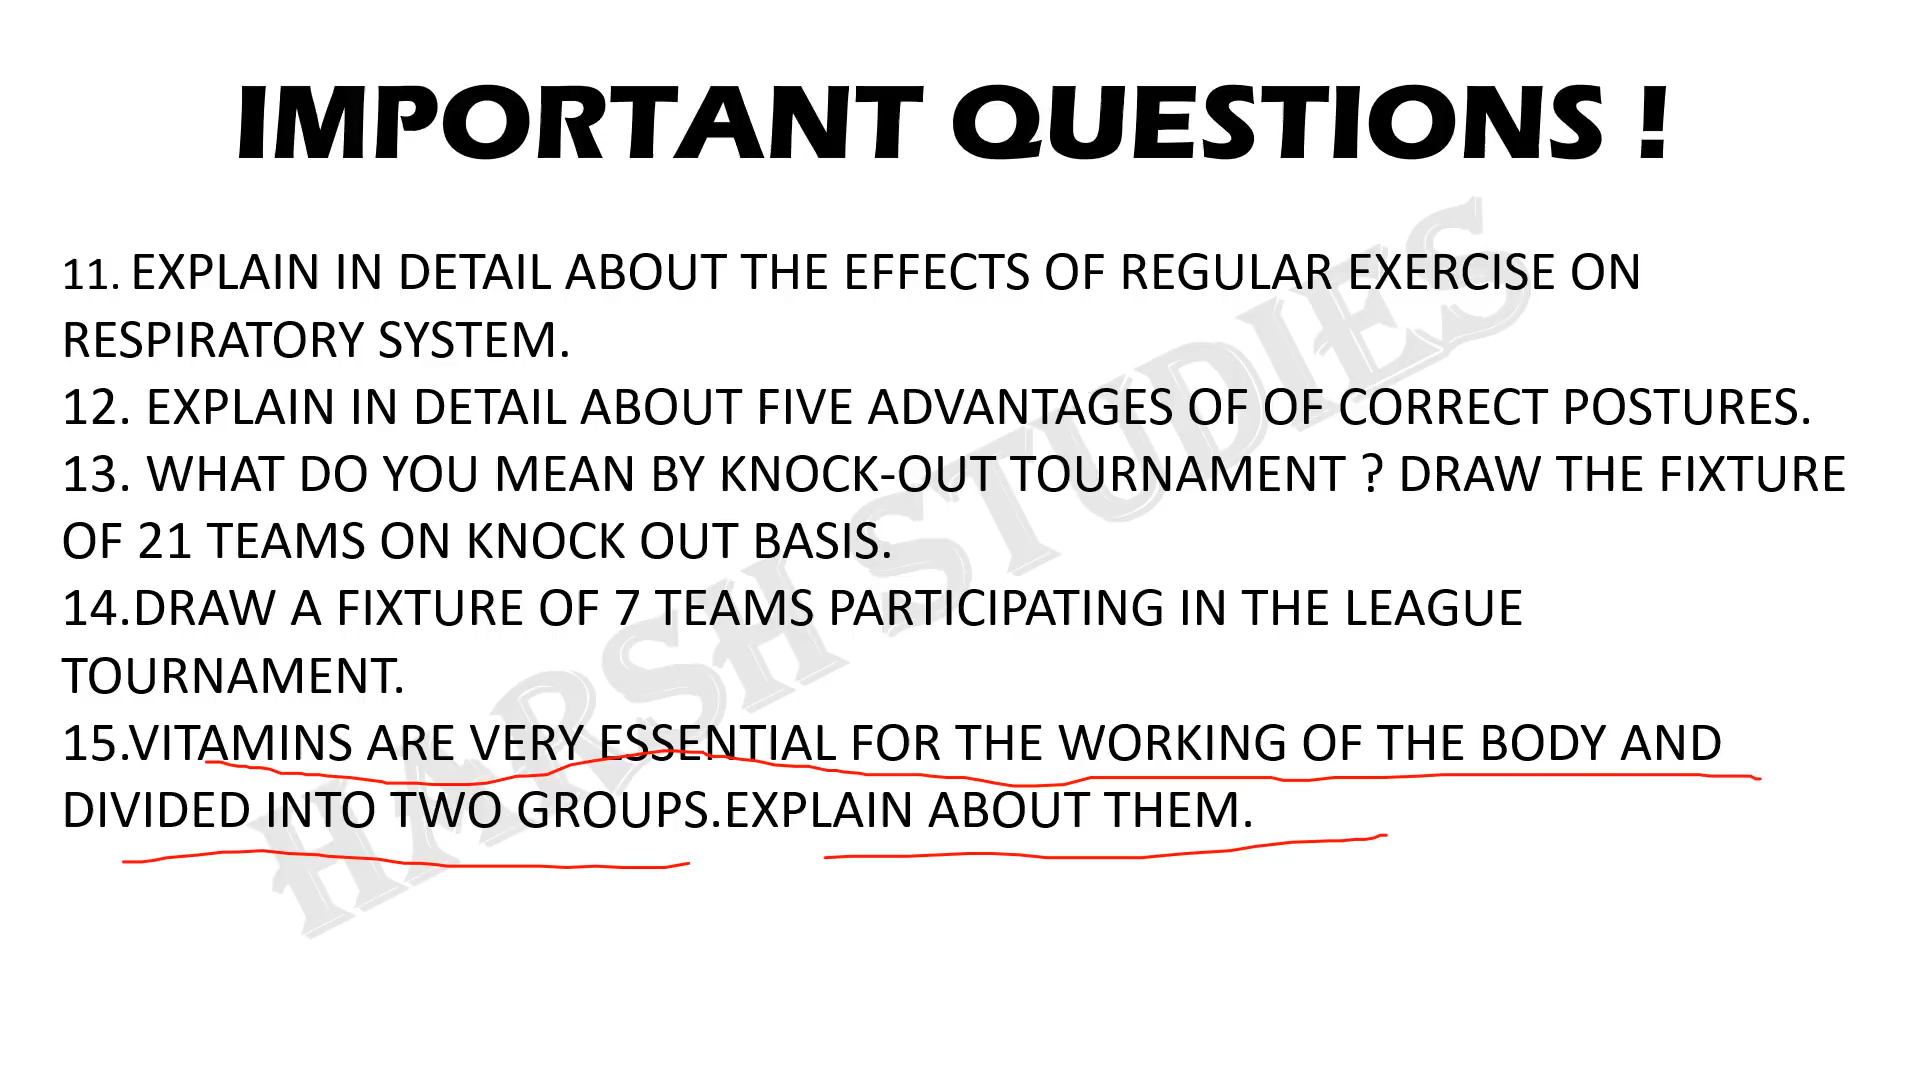 IMPORTANT QUESTIONS !
11. EXPLAIN IN DETAIL ABOUT THE EFFECTS OF REGULAR EXERCISE ON
RESPIRATORY SYSTEM.
12. EXPLAIN IN DETAIL ABOUT FIVE ADVANTAGES OF OF CORRECT POSTURES.
13. WHAT DO YOU MEAN BY KNOCK-OUT TOURNAMENT ? DRAW THE FIXTURE
OF 21 TEAMS ON KNOCK OUT BASIS.
14.DRAW A FIXTURE OF 7 TEAMS PARTICIPATING IN THE LEAGUE
TOURNAMENT.
15.VITAMINS ARE VERY ESSENTIAL FOR THE WORKING OF THE BODY AND
DIVIDED INTO TWO GROUPS.EXPLAIN ABOUT THEM.
HARSH STUDIES